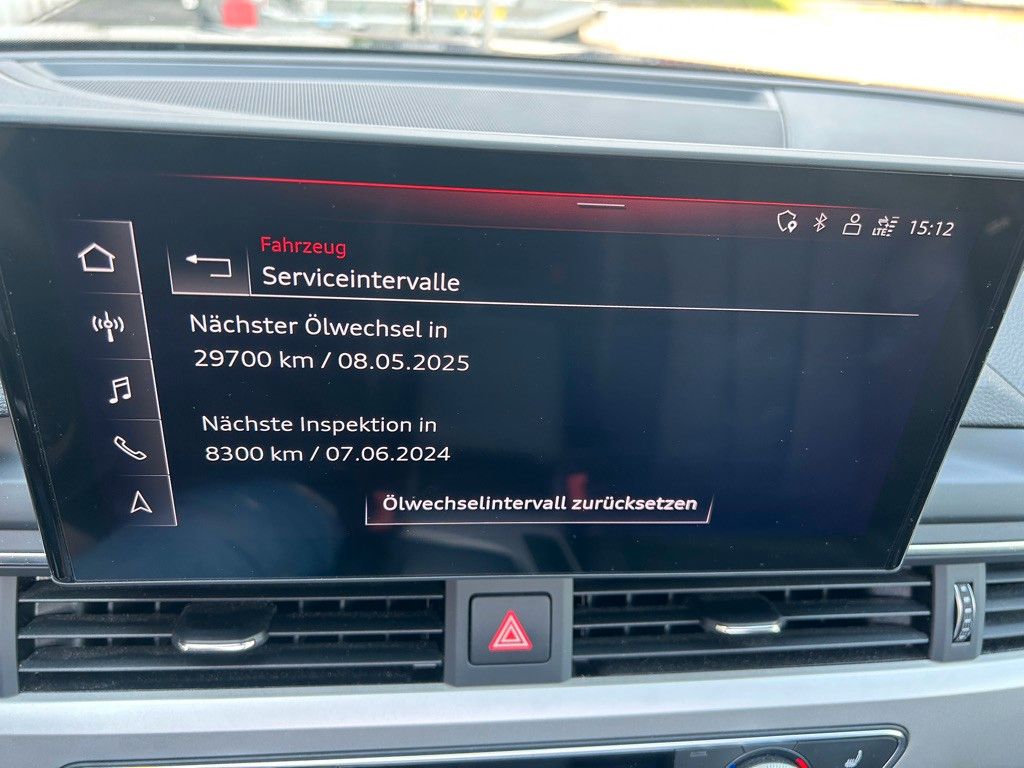 LTE 15:12
Fahrzeug
Serviceintervalle
Nächster Ölwechsel in
29700 km / 08.05.2025
Nächste Inspektion in
8300 km / 07.06.2024
Ölwechselintervall zurücksetzen